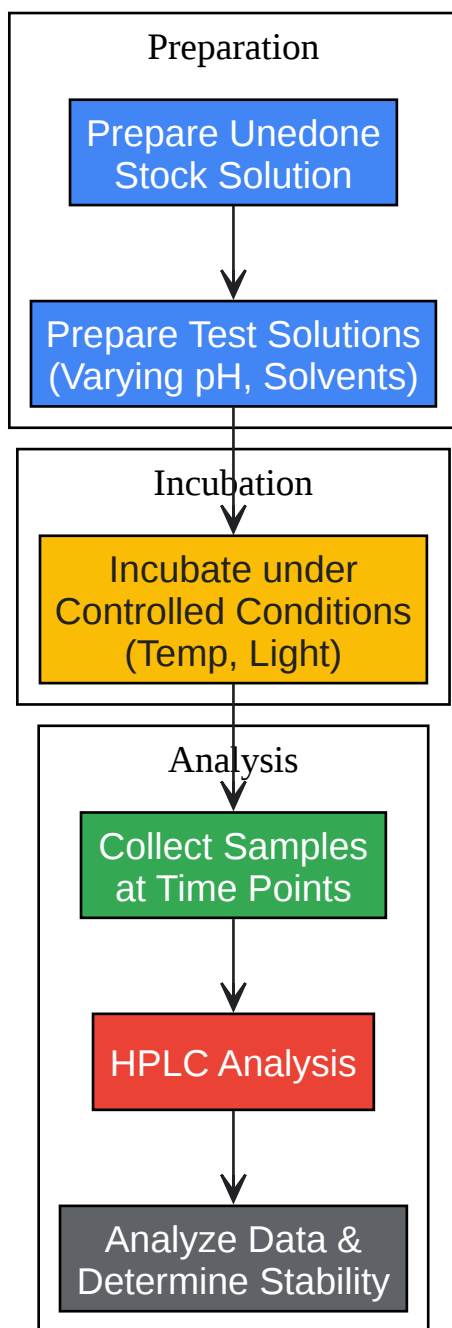 Preparation
Prepare Unedone
Stock Solution
Prepare Test Solutions
(Varying pH, Solvents)
Incubation
Incubate under
Controlled Conditions
(Temp, Light)
Analysis
Collect Samples
at Time Points
HPLC Analysis
Analyze Data &
Determine Stability